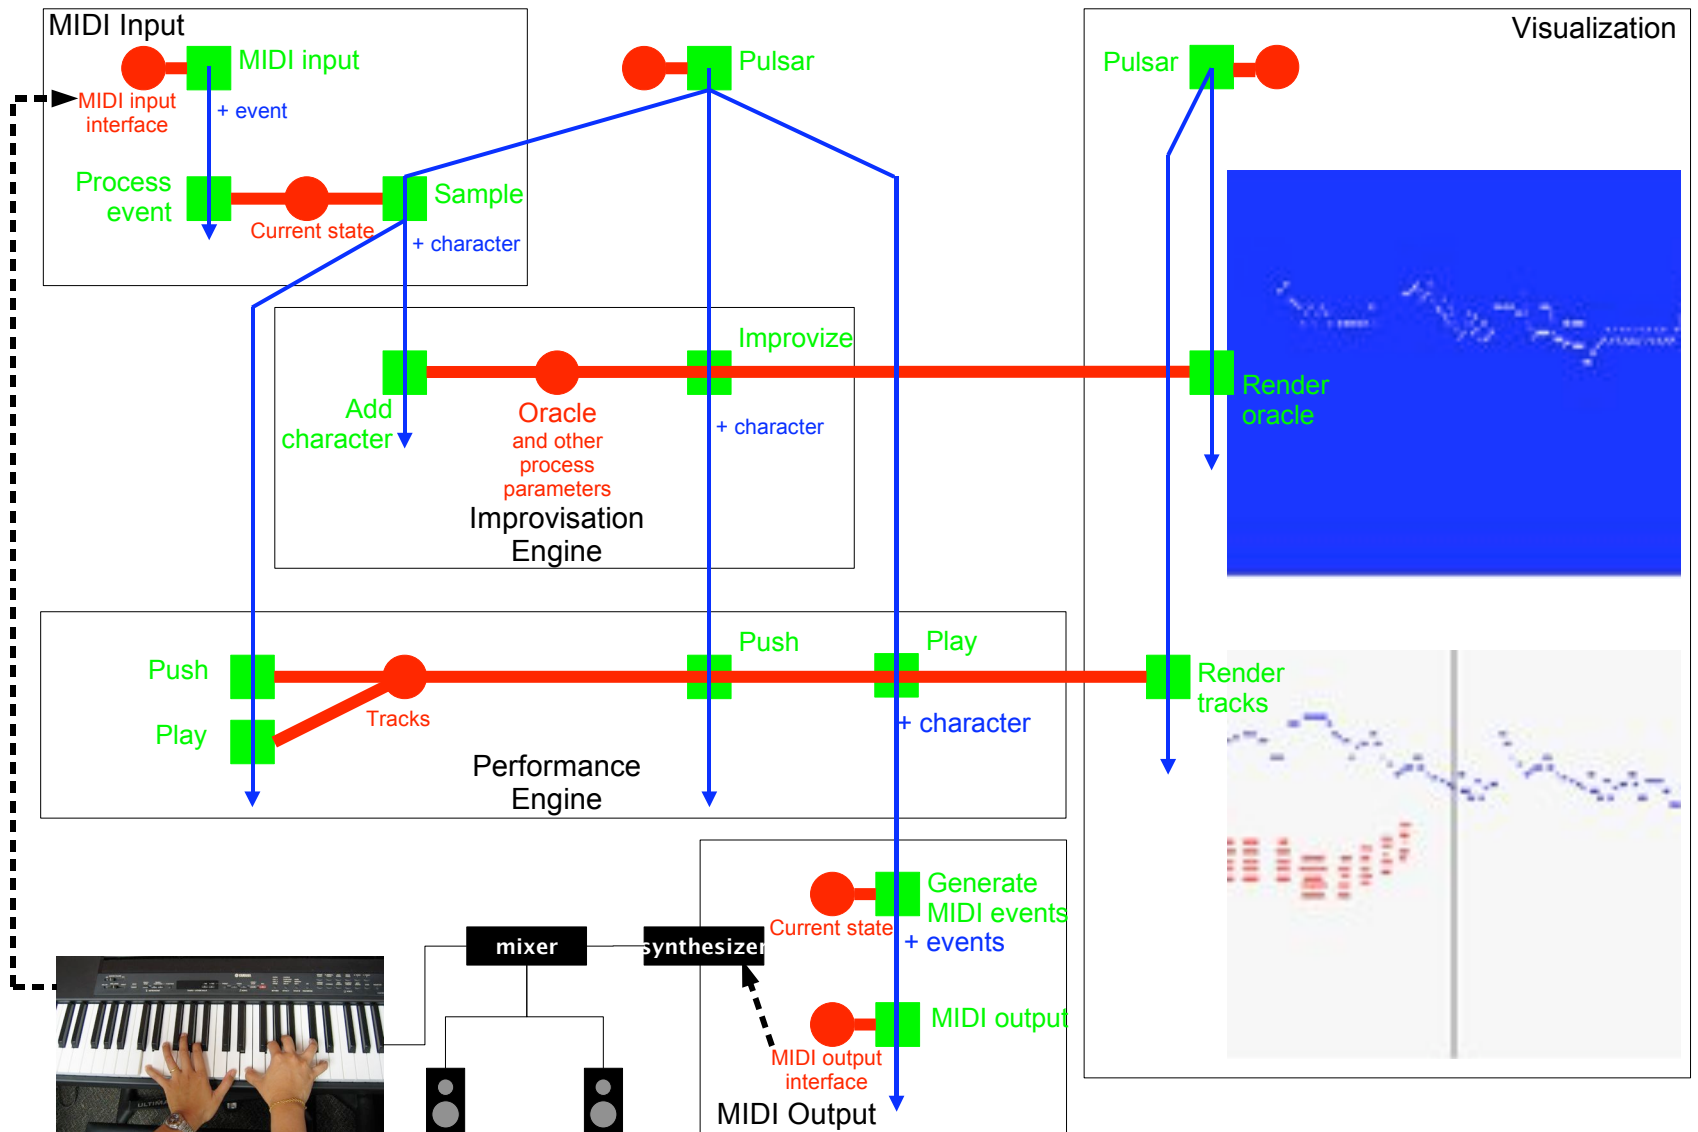 MIDI Input
MIDI input
Pulsar
Pulsar
Visualization
MIDI input
interface
+ event
Process
event
Current state
Sample
+ character
Improvize
Add
character
Oracle
and other
process
parameters
+ character
Render
oracle
Improvisation
Engine
Push
Play
Tracks
Push
Play
+ character
Render
tracks
Performance
Engine
Generate
MIDI events
Current state
+ events
mixer
synthesizer
MIDI output
MIDI output
interface
MIDI Output